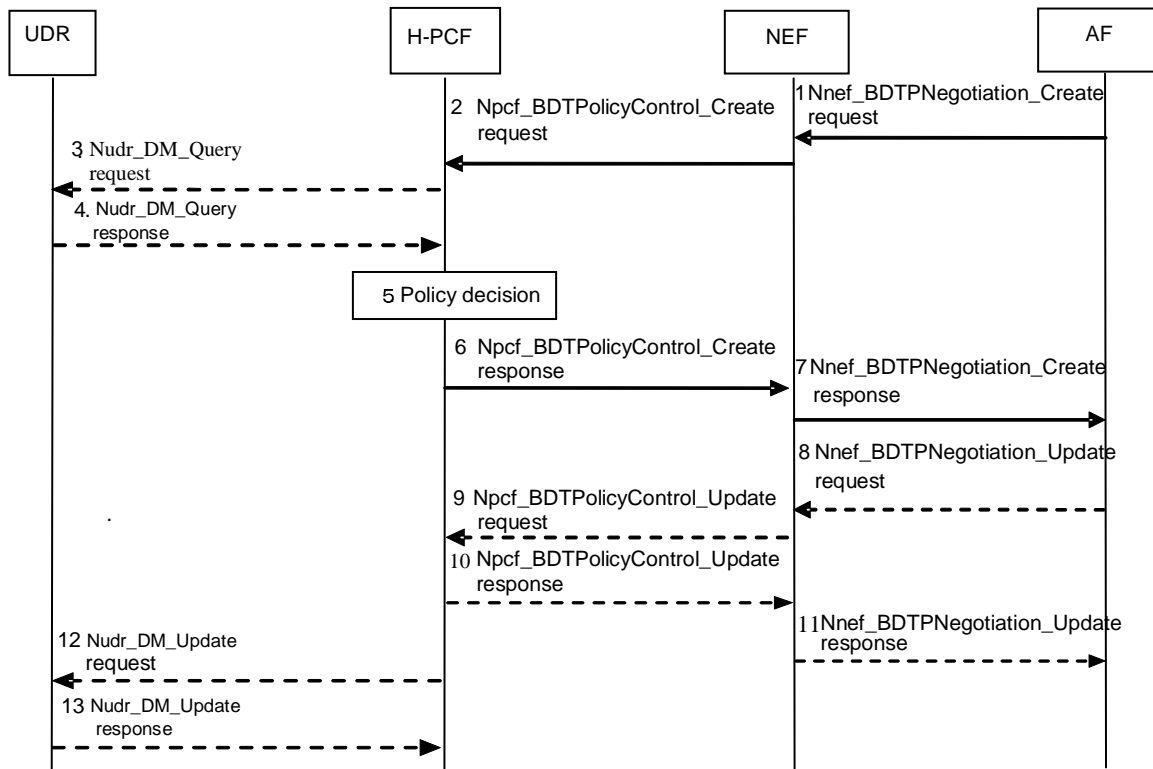 UDR
H-PCF
NEF
AF
1 Nnef_BDTPNegotiation_Create
request
2 Npcf_BDTPolicyControl_Create
request
3. Nudr_DM_Query
request
4. Nudr_DM_Query
response
5 Policy decision
6 Npcf_BDTPolicyControl_Create
response
7 Nnef_BDTPNegotiation_Create
response
8 Nnef_BDTPNegotiation_Update
request
9 Npcf_BDTPolicyControl_Update
request
.
10 Npcf_BDTPolicyControl_Update
response
11 Nnef_BDTPNegotiation_Update
response
12 Nudr_DM_Update
request
13 Nudr_DM_Update
response